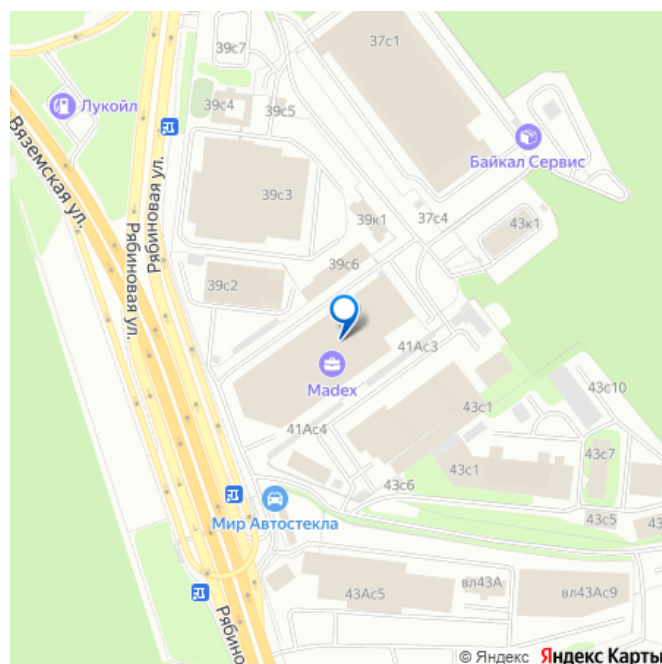 37с1
39с7
Лукойл
39с4
39с5
Вяземская ул.
Рябиновая ул.
Рябиновая ул.
Байкал Сервис
39с3
39к1
37с4
43к1
39с6
39с2
41Ас3
Madex
43с10
43с1
41Ас4
43с1
43с7
43с6
Мир Автостекла
43с5
43
вл43А
43Ас5
вл43Ас9
Рябино
© Яндекс Яндекс Карты